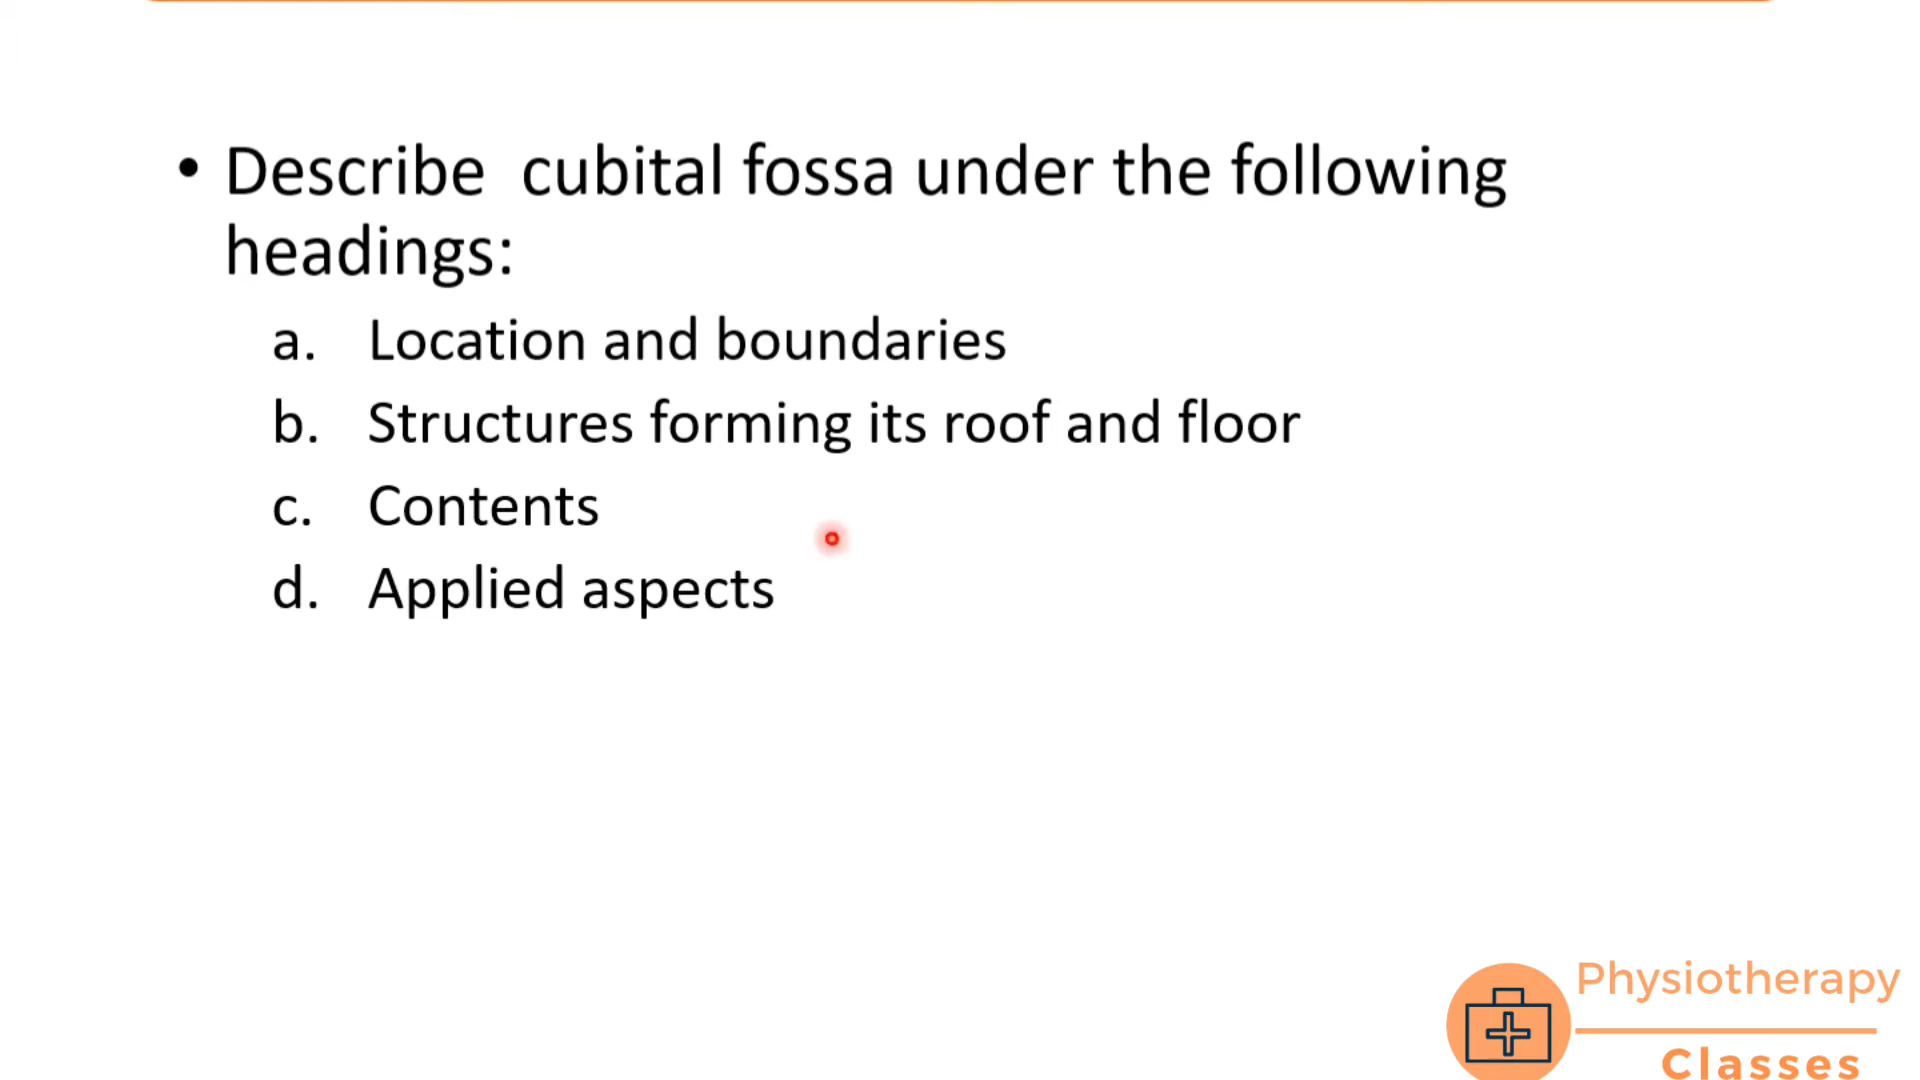 • Describe  cubital fossa under the following
headings:
a. Location and boundaries
b. Structures forming its roof and floor
c. Contents
d. Applied aspects
Physiotherapy
Classes